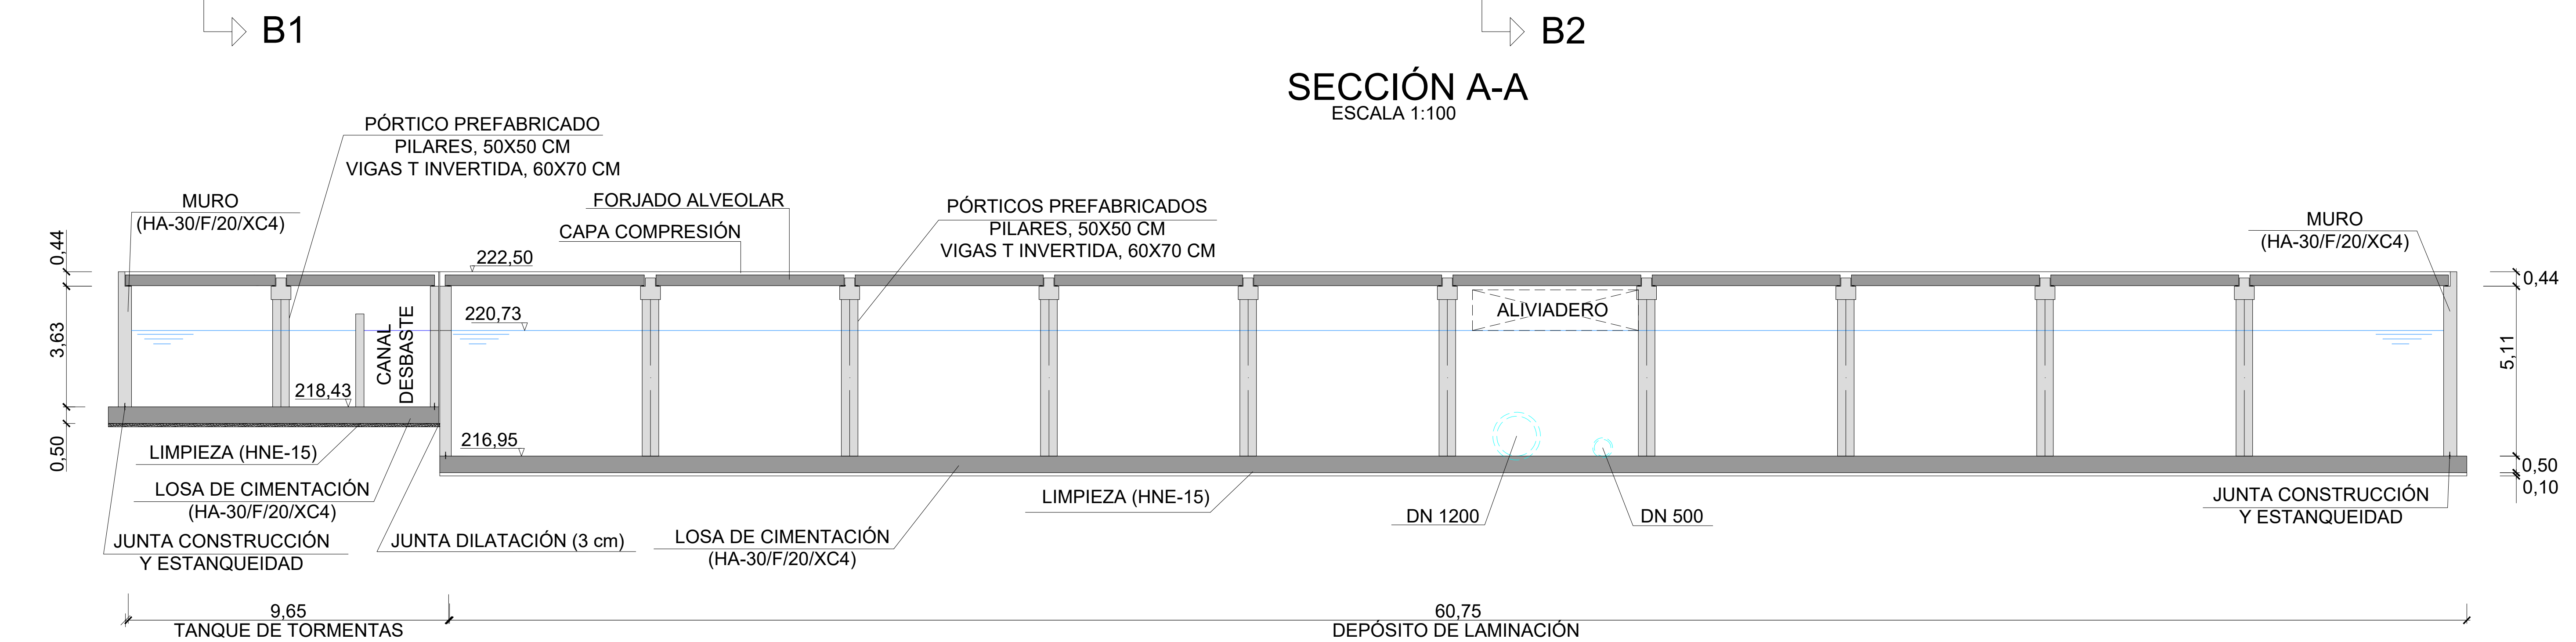 B1
B2
SECCIÓN A-A
ESCALA 1:100
PÓRTICO PREFABRICADO
PILARES, 50X50 CM
VIGAS T INVERTIDA, 60X70 CM
MURO
(HA-30/F/20/XC4)
FORJADO ALVEOLAR
CAPA COMPRESIÓN
PÓRTICOS PREFABRICADOS
PILARES, 50X50 CM
VIGAS T INVERTIDA, 60X70 CM
MURO
(HA-30/F/20/XC4)
0,44
3,63
0,50
222,50
220,73
218,43
216,95
CANAL
DESBASTE
ALIVIADERO
0,44
5,11
0,50
0,10
LIMPIEZA (HNE-15)
LOSA DE CIMENTACIÓN
(HA-30/F/20/XC4)
JUNTA CONSTRUCCIÓN
Y ESTANQUEIDAD
JUNTA DILATACIÓN (3 cm)
LOSA DE CIMENTACIÓN
(HA-30/F/20/XC4)
LIMPIEZA (HNE-15)
DN 1200
DN 500
JUNTA CONSTRUCCIÓN
Y ESTANQUEIDAD
9,65
TANQUE DE TORMENTAS
60,75
DEPÓSITO DE LAMINACIÓN